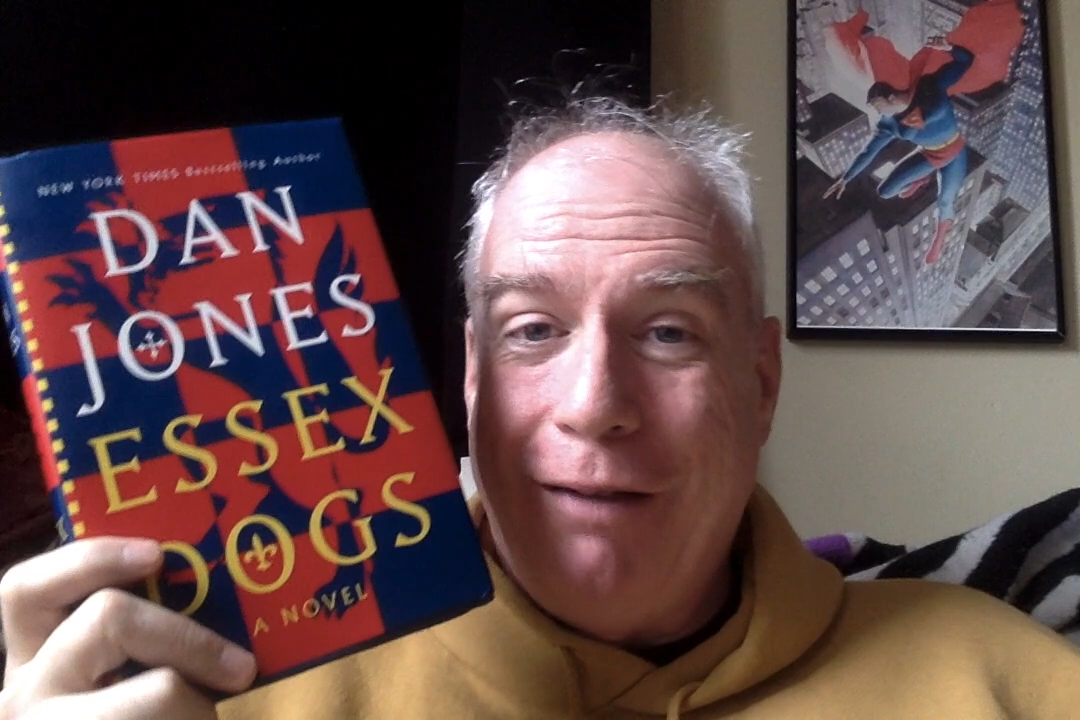 NEW YORK TIMES Bestselling Author
DAN
JONES
ESSEX
DOGS
A NOVEL